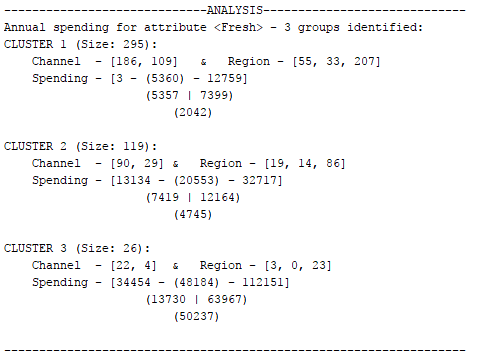 -----------------------------ANALYSIS-----------------------------
Annual spending for attribute <Fresh> - 3 groups identified:
CLUSTER 1 (Size: 295):
    Channel  - [186, 109]   &   Region - [55, 33, 207]
    Spending - [3 - (5360) - 12759]
                    (5357 | 7399)
                        (2042)

CLUSTER 2 (Size: 119):
    Channel  - [90, 29] &   Region - [19, 14, 86]
    Spending - [13134 - (20553) - 32717]
                    (7419 | 12164)
                        (4745)

CLUSTER 3 (Size: 26):
    Channel  - [22, 4]  &   Region - [3, 0, 23]
    Spending - [34454 - (48184) - 112151]
                    (13730 | 63967)
                        (50237)

------------------------------------------------------------------